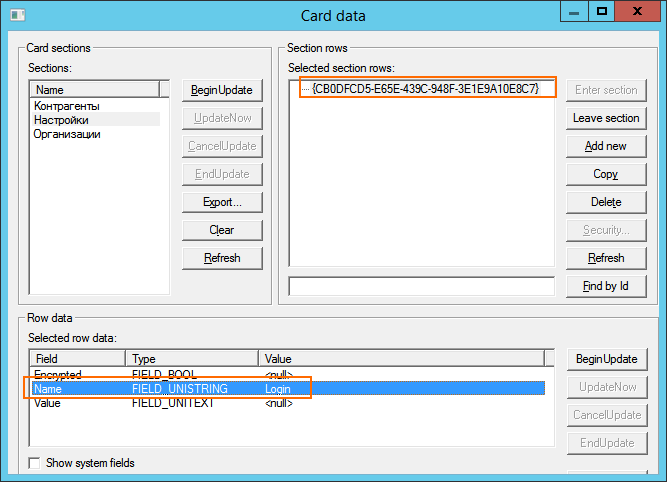 Card data
Card sections
Sections:
Name
Контрагенты
Настройки
Организации
BeginUpdate
UpdateNow
CancelUpdate
EndUpdate
Export...
Clear
Refresh
Section rows
Selected section rows:
{CB0DFCD5-E65E-439C-948F-3E1E9A10E8C7}
Enter section
Leave section
Add new
Copy
Delete
Security...
Refresh
Find by Id
Row data
Selected row data:
Field Type Value
Encrypted FIELD_BOOL <null>
Name FIELD_UNISTRING Login
Value FIELD_UNITEXT <null>
BeginUpdate
UpdateNow
CancelUpdate
EndUpdate
Show system fields